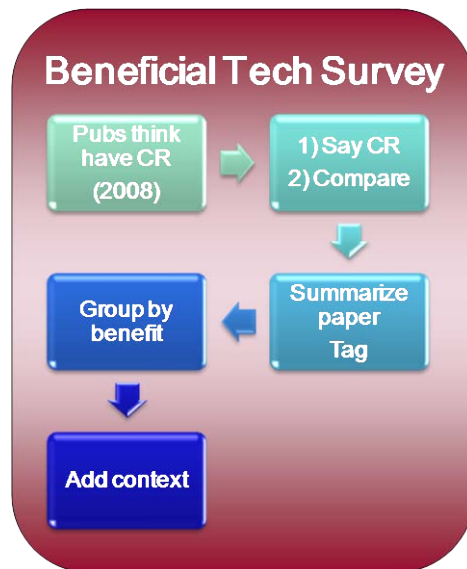 Beneficial Tech Survey
Pubs think
have CR
(2008)
1) Say CR
2) Compare
Summarize
paper
Tag
Group by
benefit
Add context